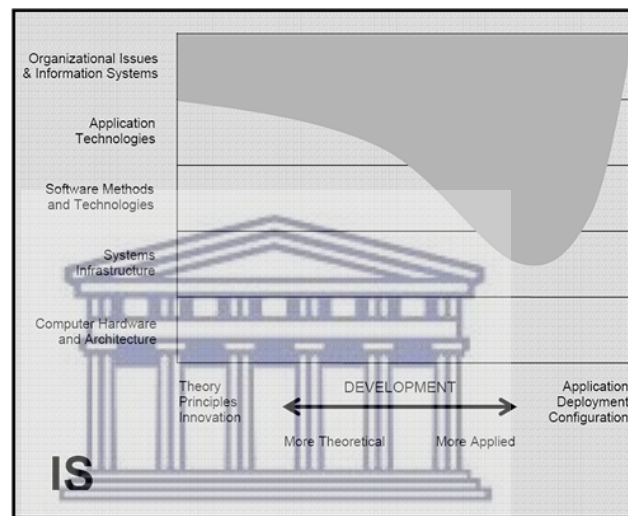 Organizational Issues
& Information Systems
Application
Technologies
Software Methods
and Technologies
Systems
Infrastructure
Computer Hardware
and Architecture
Theory
Principles
Innovation
DEVELOPMENT
Application
Deployment
Configuration
More Theoretical
More Applied
IS